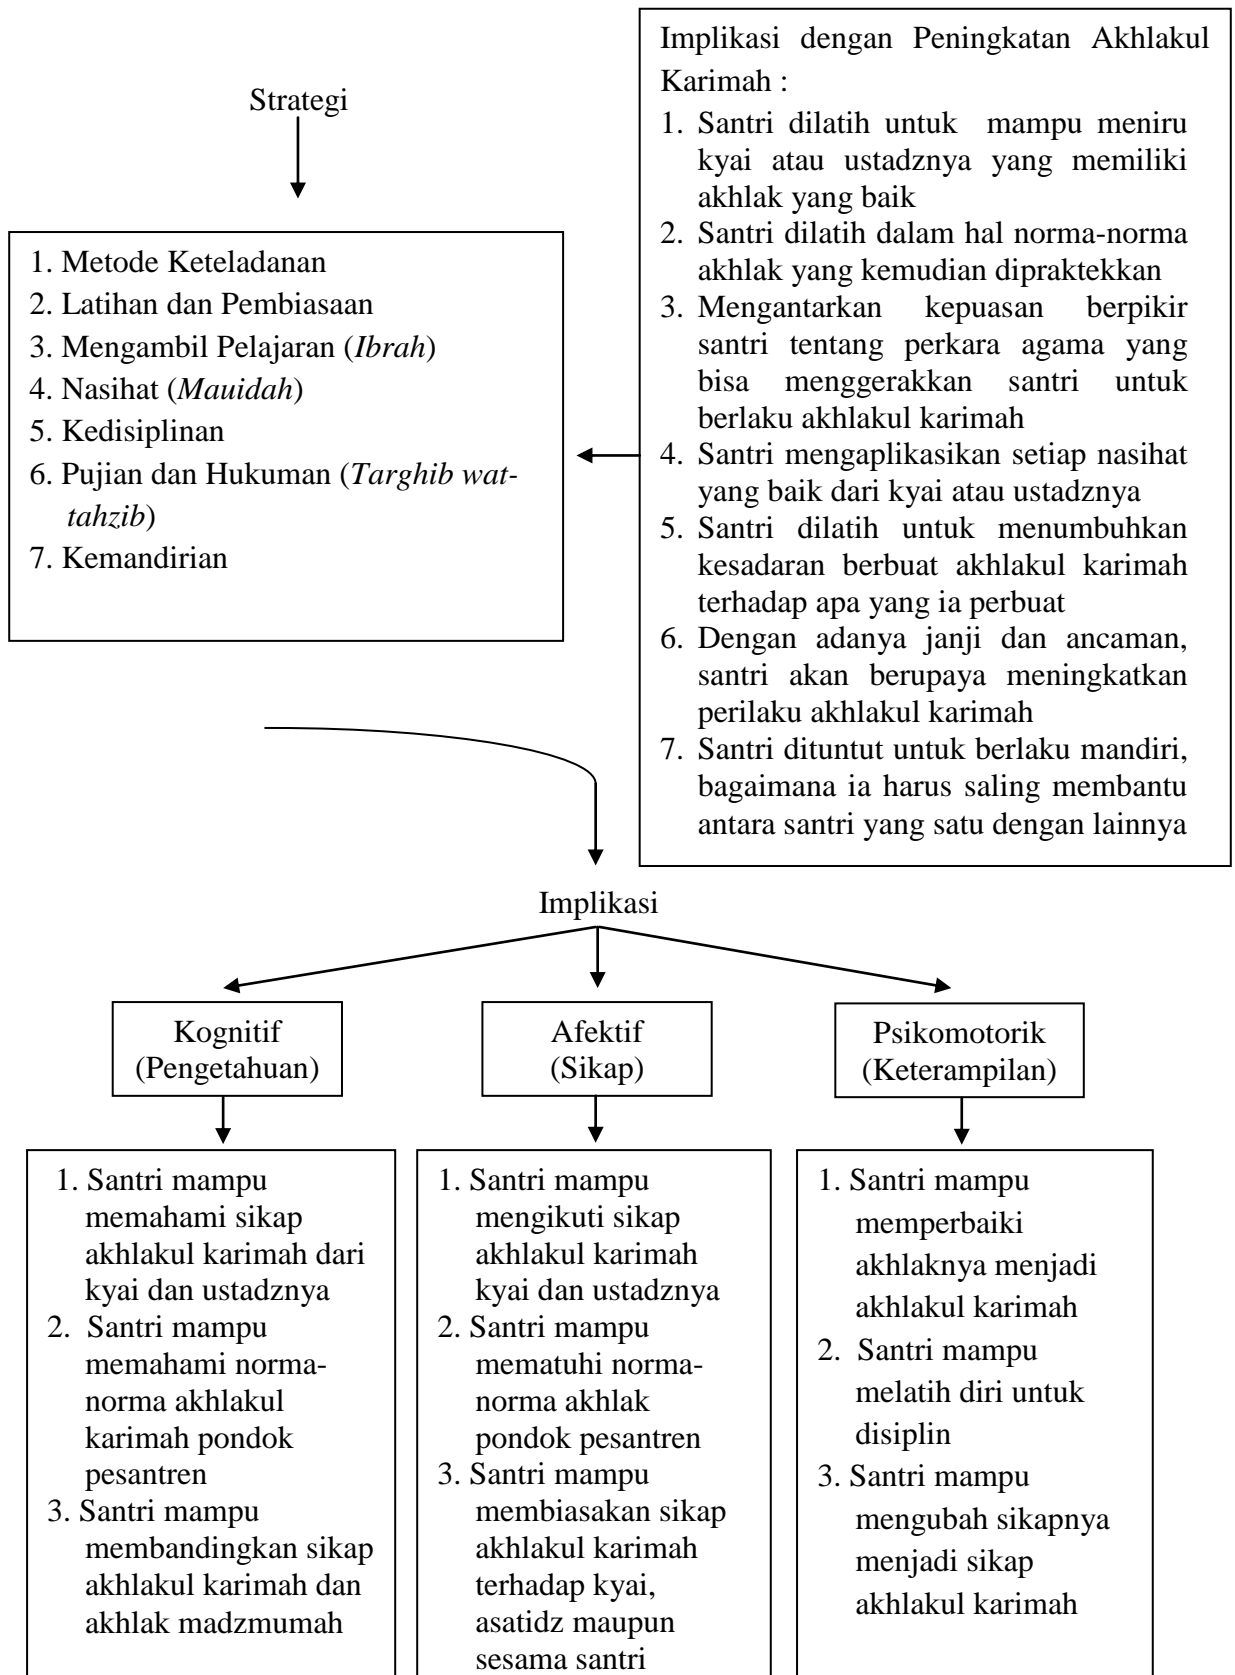 Strategi
1. Metode Keteladanan
2. Latihan dan Pembiasaan
3. Mengambil Pelajaran (Ibrah)
4. Nasihat (Mauidah)
5. Kedisiplinan
6. Pujian dan Hukuman (Targhib wat-
tahzib)
7. Kemandirian
Implikasi dengan Peningkatan Akhlakul
Karimah :
1. Santri dilatih untuk mampu meniru
kyai atau ustadznya yang memiliki
akhlak yang baik
2. Santri dilatih dalam hal norma-norma
akhlak yang kemudian dipraktekkan
3. Mengantarkan kepuasan berpikir
santri tentang perkara agama yang
bisa menggerakkan santri untuk
berlaku akhlakul karimah
4. Santri mengaplikasikan setiap nasihat
yang baik dari kyai atau ustadznya
5. Santri dilatih untuk menumbuhkan
kesadaran berbuat akhlakul karimah
terhadap apa yang ia perbuat
6. Dengan adanya janji dan ancaman,
santri akan berupaya meningkatkan
perilaku akhlakul karimah
7. Santri dituntut untuk berlaku mandiri,
bagaimana ia harus saling membantu
antara santri yang satu dengan lainnya
Implikasi
Kognitif
(Pengetahuan)
Afektif
(Sikap)
Psikomotorik
(Keterampilan)
1. Santri mampu
memahami sikap
akhlakul karimah dari
kyai dan ustadznya
2. Santri mampu
memahami norma-
norma akhlakul
karimah pondok
pesantren
3. Santri mampu
membandingkan sikap
akhlakul karimah dan
akhlak madzmumah
1. Santri mampu
mengikuti sikap
akhlakul karimah
kyai dan ustadznya
2. Santri mampu
mematuhi norma-
norma akhlak
pondok pesantren
3. Santri mampu
membiasakan sikap
akhlakul karimah
terhadap kyai,
asatidz maupun
sesama santri
1. Santri mampu
memperbaiki
akhlaknya menjadi
akhlakul karimah
2. Santri mampu
melatih diri untuk
disiplin
3. Santri mampu
mengubah sikapnya
menjadi sikap
akhlakul karimah